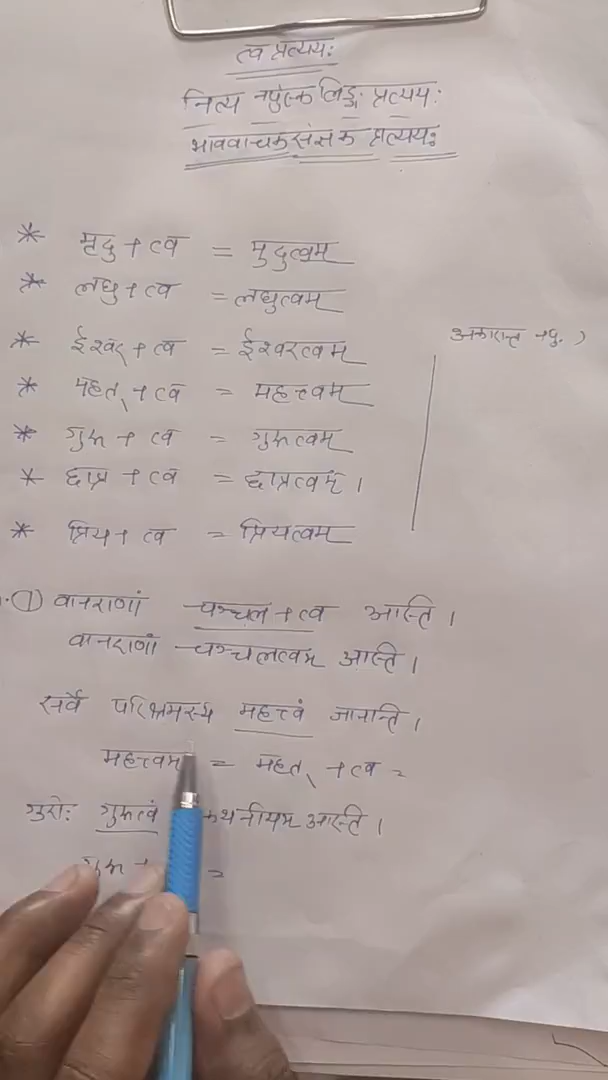 त्व प्रत्ययः
नित्य नपुंसक लिङ्ग प्रत्ययः
भाववाचक संज्ञक प्रत्ययः
* मृदु + त्व = मृदुत्वम्
* लघु + त्व = लघुत्वम्
* ईश्वर + त्व = ईश्वरत्वम्
अकारान्त नपु.
* महत् + त्व = महत्त्वम्
* गुरू + त्व = गुरूत्वम्
* छात्र + त्व = छात्रत्वम् ।
* प्रिय + त्व = प्रियत्वम्
① वानराणां चञ्चल + त्व अस्ति ।
वानराणां चञ्चलत्वम् अस्ति ।
सर्वे परिश्रमस्य महत्त्वं जानन्ति ।
महत्त्वम् = महत् + त्व =
गुरोः गुरूत्वं कथनीयम् अस्ति ।
गुरू + =